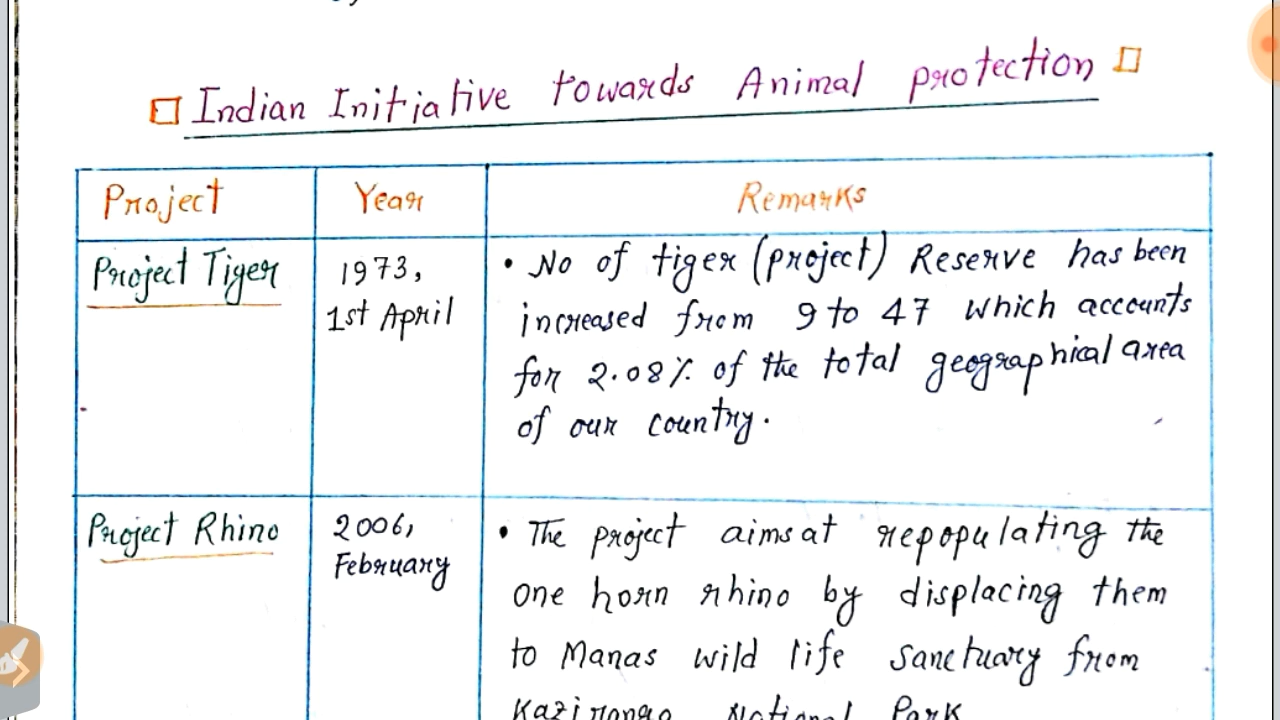 Indian Initiative towards Animal protection
Project Year Remarks
Project Tiger
1973,
1st April
• No of tiger (project) Reserve has been
increased from 9 to 47 which accounts
for 2.08% of the total geographical area
of our country.
Project Rhino
2006,
February
• The project aims at repopulating the
one horn rhino by displacing them
to Manas wild life sanctuary from
Kaziranga National Park